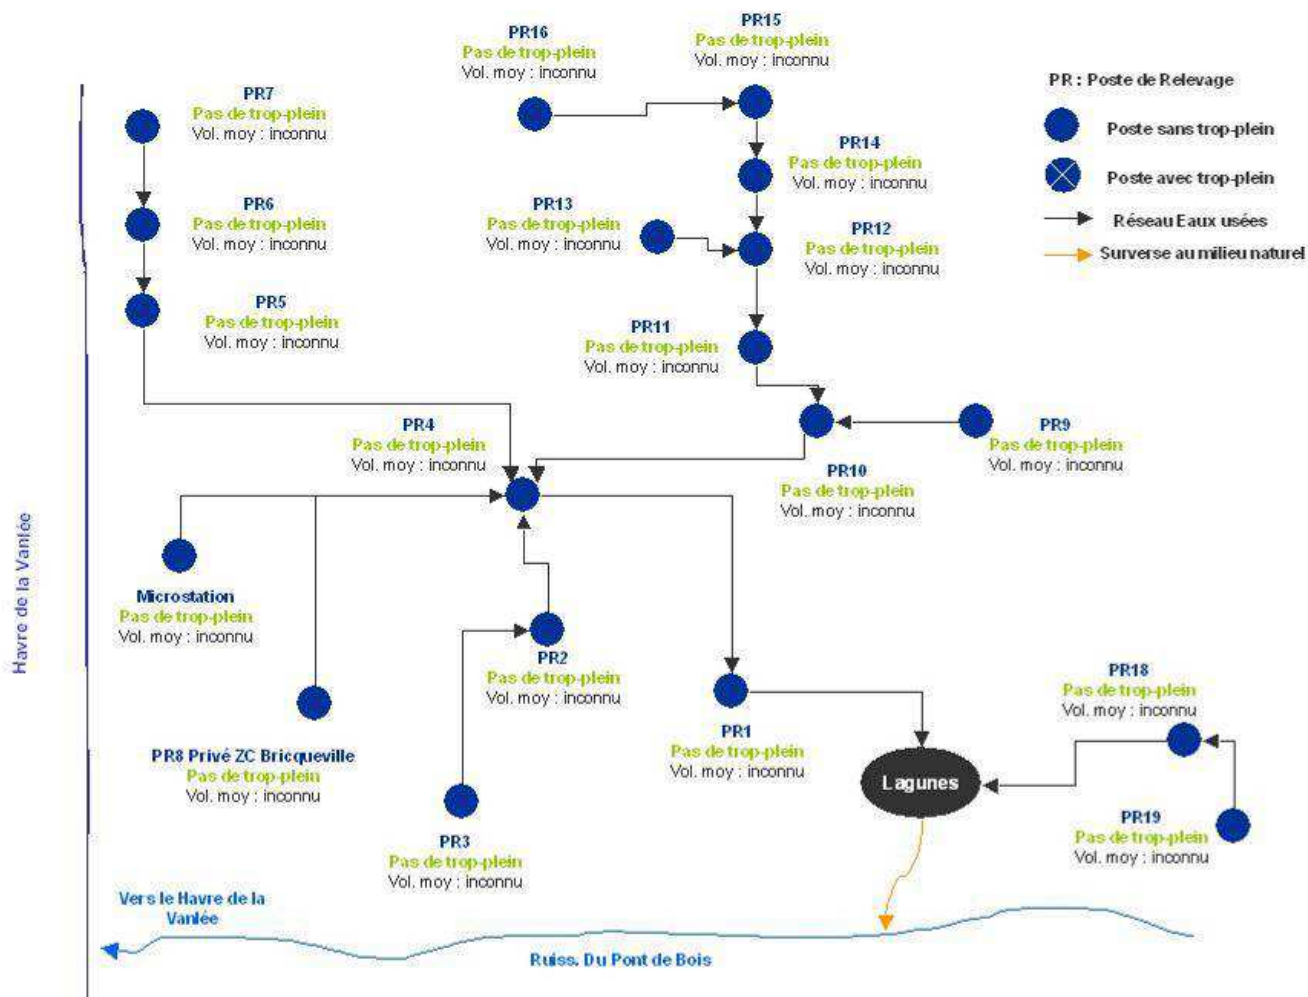 PR16
Pas de trop-plein
Vol. moy : inconnu
PR15
Pas de trop-plein
Vol. moy : inconnu
PR : Poste de Relevage
Poste sans trop-plein
Poste avec trop-plein
Réseau Eaux usées
Surverse au milieu naturel
PR7
Pas de trop-plein
Vol. moy : inconnu
PR14
Pas de trop-plein
Vol. moy : inconnu
PR6
Pas de trop-plein
Vol. moy : inconnu
PR13
Pas de trop-plein
Vol. moy : inconnu
PR12
Pas de trop-plein
Vol. moy : inconnu
PR5
Pas de trop-plein
Vol. moy : inconnu
PR11
Pas de trop-plein
Vol. moy : inconnu
PR4
Pas de trop-plein
Vol. moy : inconnu
PR9
Pas de trop-plein
Vol. moy : inconnu
PR10
Pas de trop-plein
Vol. moy : inconnu
Havre de la Vanlée
Microstation
Pas de trop-plein
Vol. moy : inconnu
PR2
Pas de trop-plein
Vol. moy : inconnu
PR18
Pas de trop-plein
Vol. moy : inconnu
PR1
Pas de trop-plein
Vol. moy : inconnu
PR8 Privé ZC Bricqueville
Pas de trop-plein
Vol. moy : inconnu
Lagunes
PR19
Pas de trop-plein
Vol. moy : inconnu
PR3
Pas de trop-plein
Vol. moy : inconnu
Vers le Havre de la
Vanlée
Ruiss. Du Pont de Bois